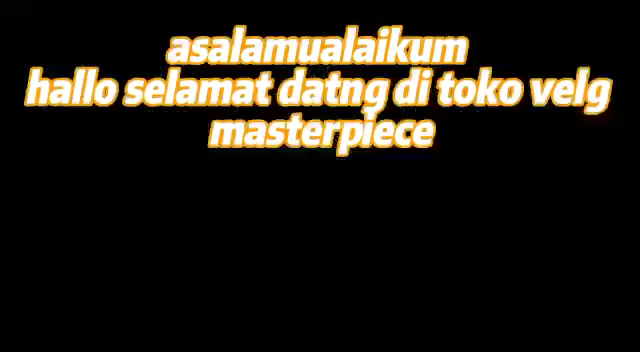 asalamualaikum
hallo selamat datng di toko velg
masterpiece